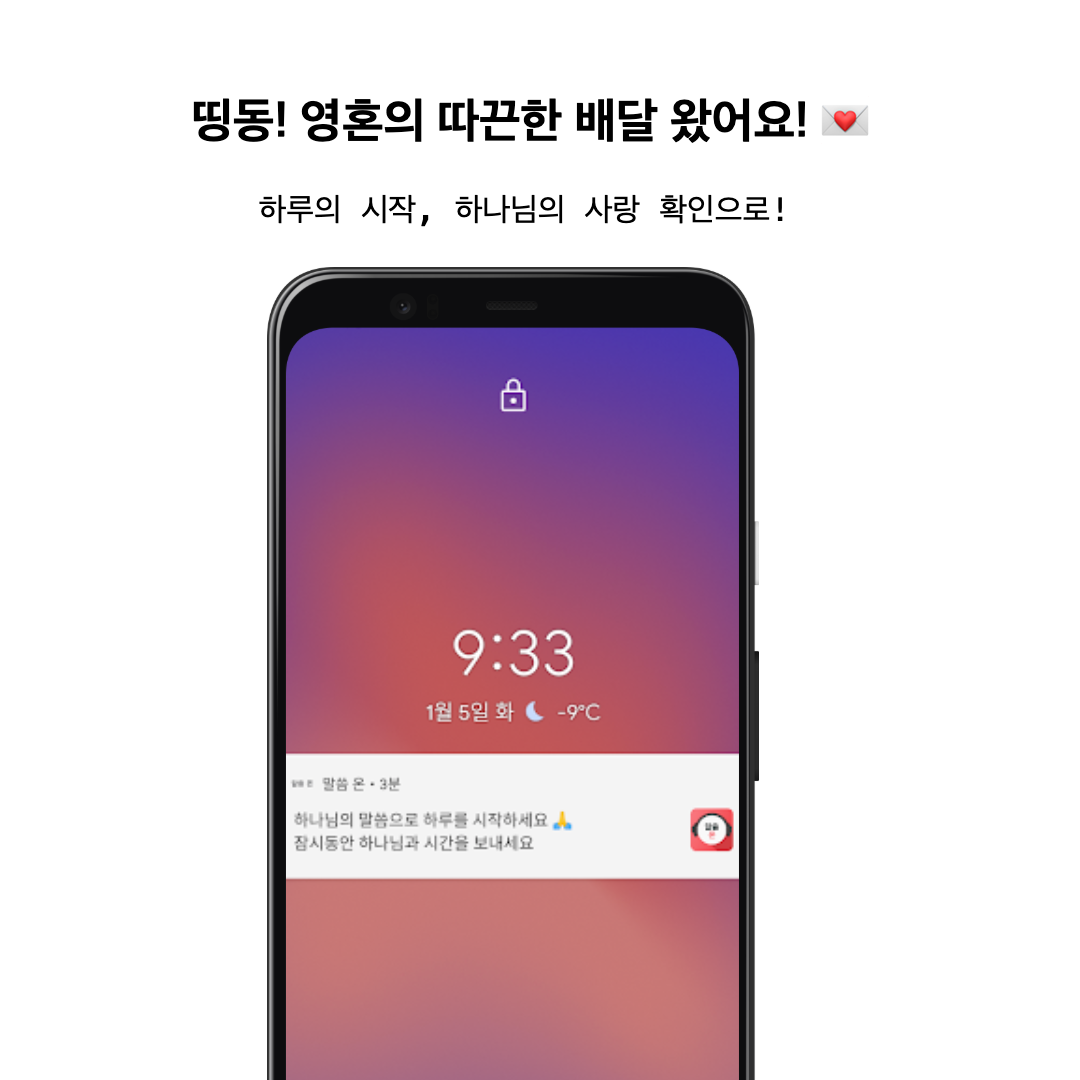 띵동! 영혼의 따끈한 배달 왔어요! 💌
하루의 시작, 하나님의 사랑 확인으로!
9:33
1월 5일 화 🌙 -9°C
말씀 온 말씀 온 • 3분
하나님의 말씀으로 하루를 시작하세요 🙏
잠시동안 하나님과 시간을 보내세요